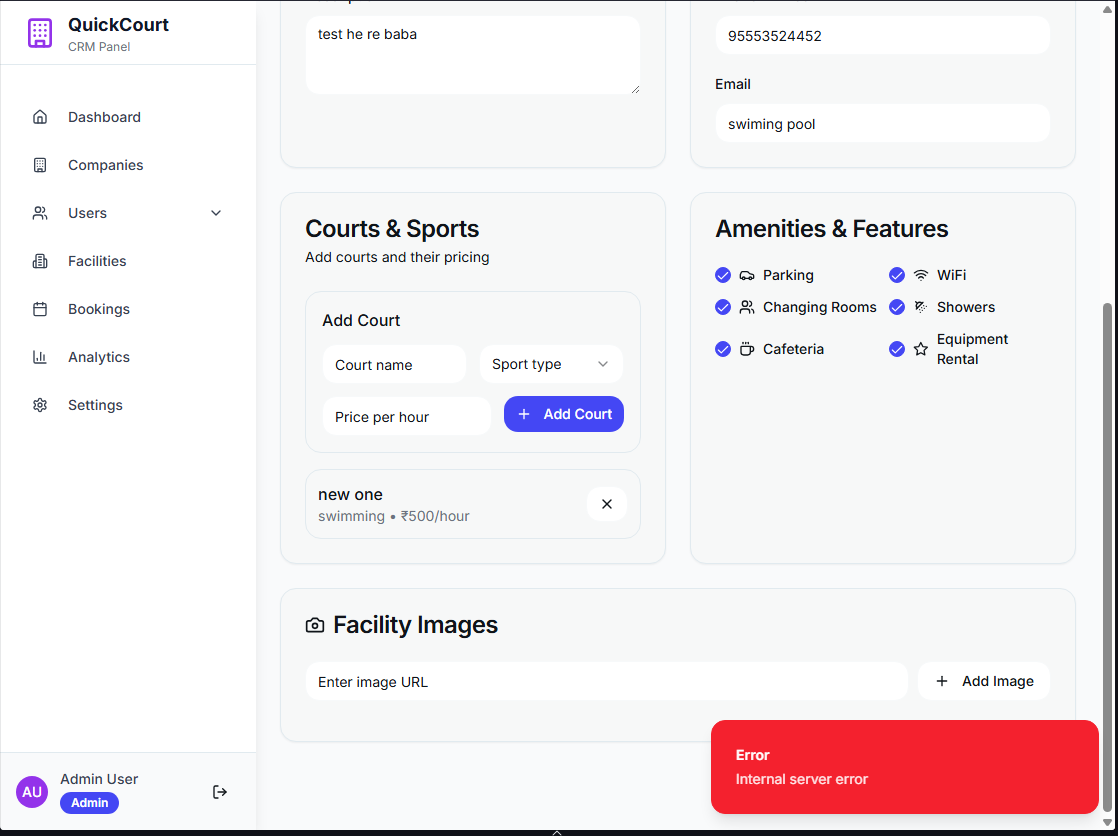 QuickCourt
CRM Panel
Dashboard
Companies
Users
Facilities
Bookings
Analytics
Settings
Admin User
AU
Admin
test he re baba
95553524452
Email
swiming pool
Courts & Sports
Add courts and their pricing
Add Court
Court name
Sport type
Price per hour
+ Add Court
new one
swimming • ₹500/hour
Amenities & Features
Parking
WiFi
Changing Rooms
Showers
Cafeteria
Equipment
Rental
Facility Images
Enter image URL
+ Add Image
Error
Internal server error